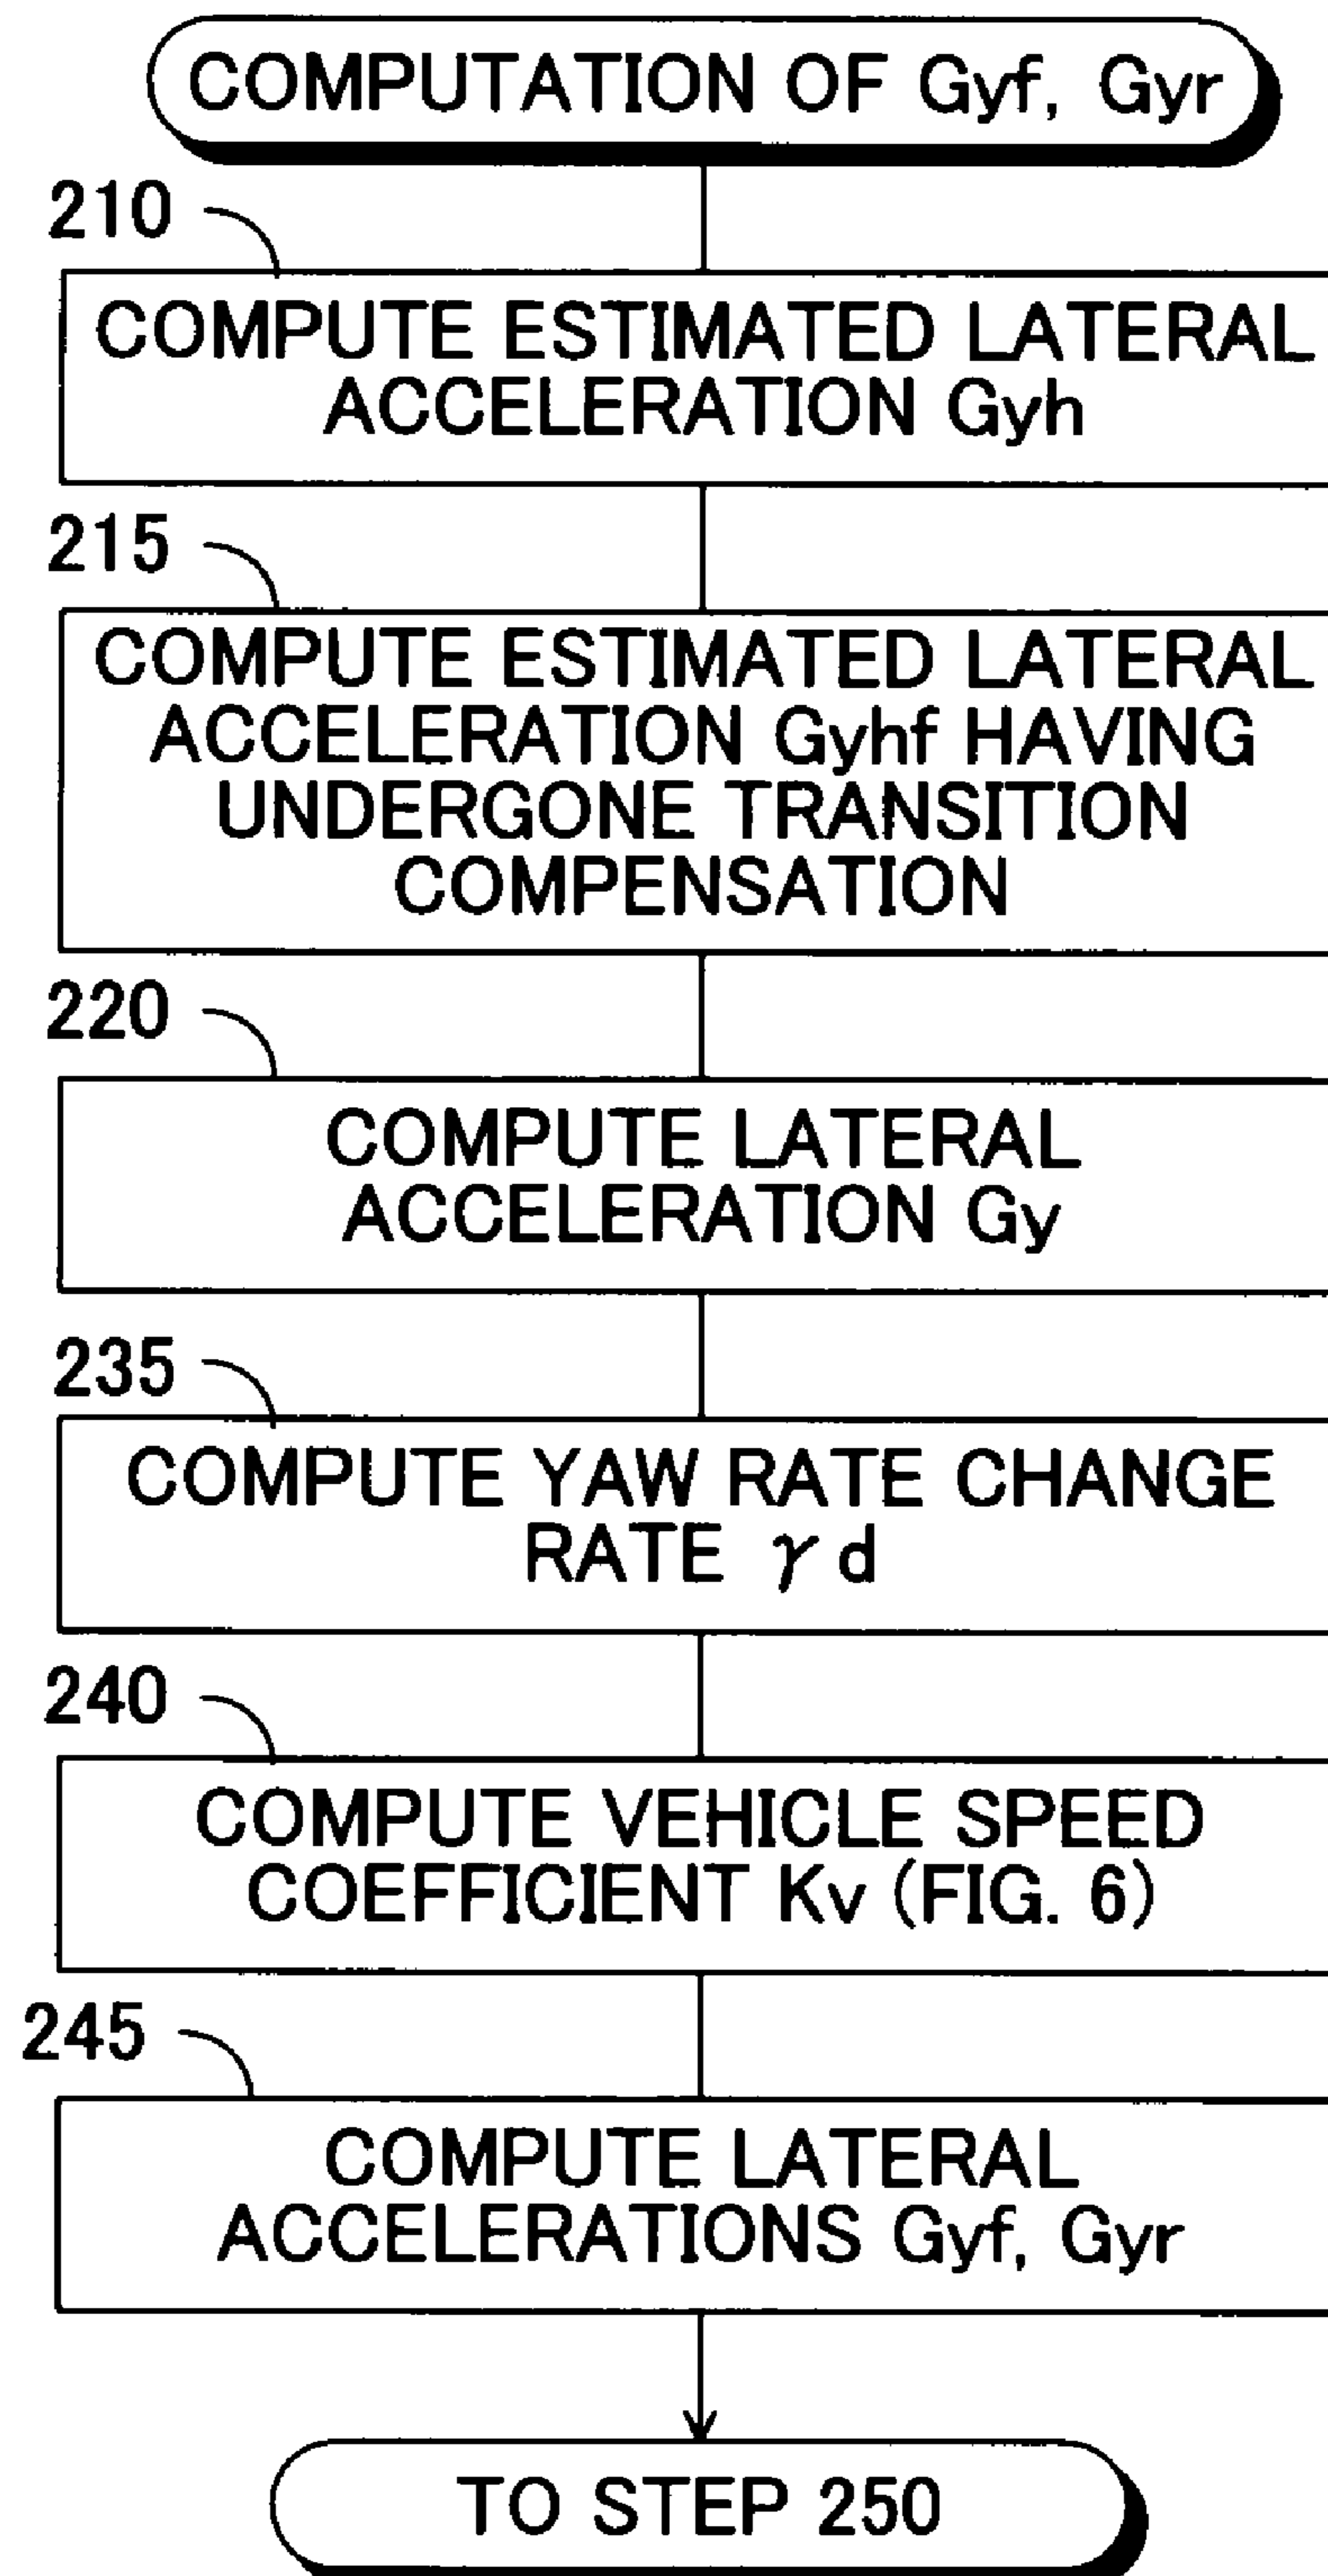 COMPUTATION OF Gyf, Gyr
210
COMPUTE ESTIMATED LATERAL
ACCELERATION Gyh
215
COMPUTE ESTIMATED LATERAL
ACCELERATION Gyhf HAVING
UNDERGONE TRANSITION
COMPENSATION
220
COMPUTE LATERAL
ACCELERATION Gy
235
COMPUTE YAW RATE CHANGE
RATE γd
240
COMPUTE VEHICLE SPEED
COEFFICIENT Kv (FIG. 6)
245
COMPUTE LATERAL
ACCELERATIONS Gyf, Gyr
TO STEP 250